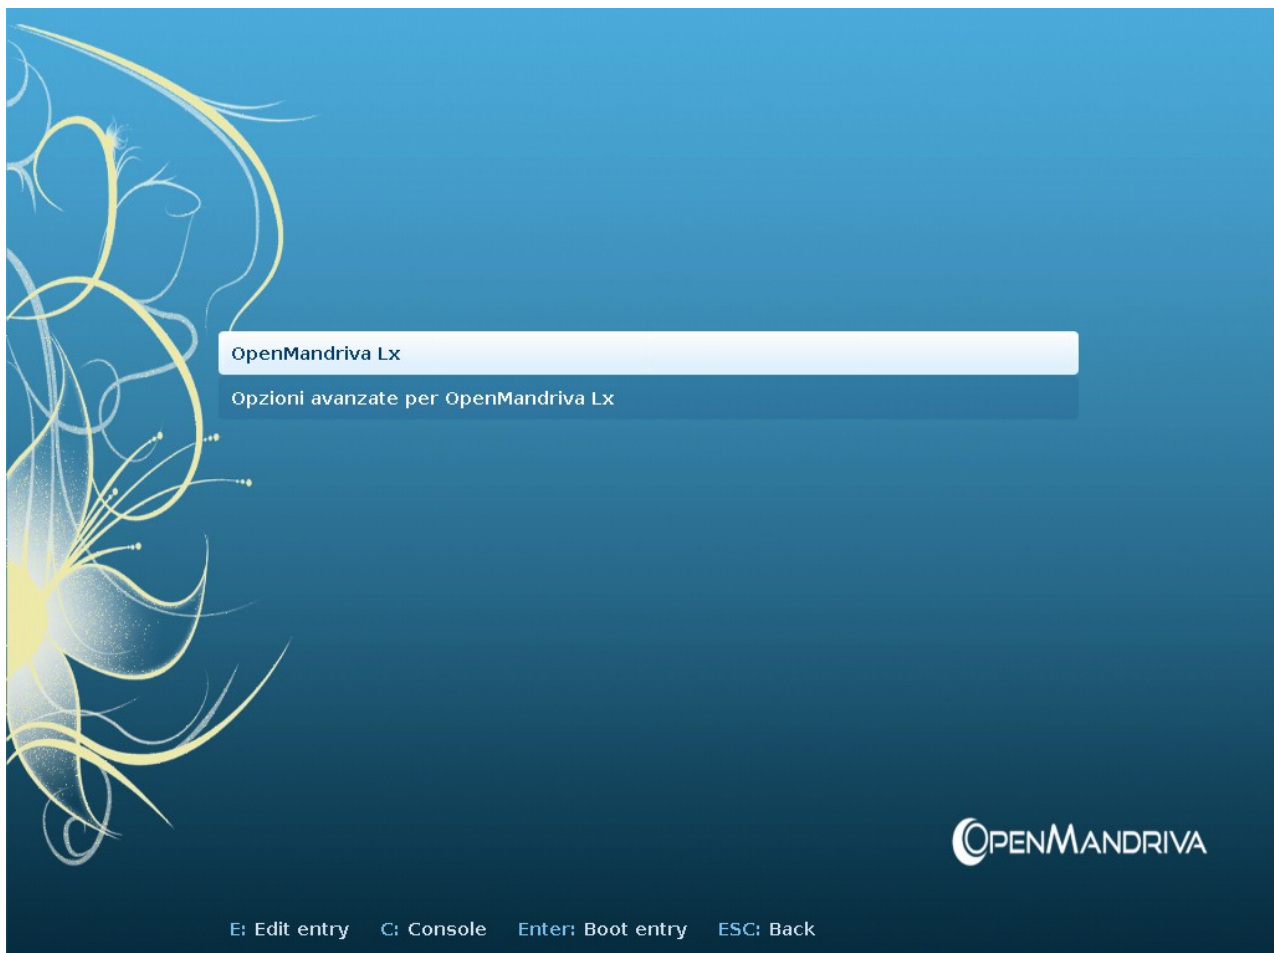 OpenMandriva Lx
Opzioni avanzate per OpenMandriva Lx
OPENMANDRIVA
E: Edit entry C: Console Enter: Boot entry ESC: Back